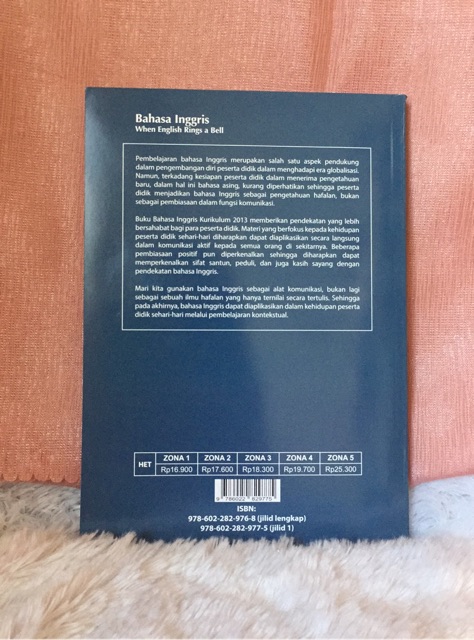 Bahasa Inggris
When English Rings a Bell
Pembelajaran bahasa Inggris merupakan salah satu aspek pendukung
dalam pengembangan diri peserta didik dalam menghadapi era globalisasi.
Namun, terkadang kesiapan peserta didik dalam menerima pengetahuan
baru, dalam hal ini bahasa asing, kurang diperhatikan sehingga peserta
didik menjadikan bahasa Inggris sebagai pengetahuan hafalan, bukan
sebagai pembiasaan dalam fungsi komunikasi.
Buku Bahasa Inggris Kurikulum 2013 memberikan pendekatan yang lebih
bersahabat bagi para peserta didik. Materi yang berfokus kepada kehidupan
peserta didik sehari-hari diharapkan dapat diaplikasikan secara langsung
dalam komunikasi aktif kepada semua orang di sekitarnya. Beberapa
pembiasaan positif pun diperkenalkan sehingga diharapkan dapat
memperkenalkan sifat santun, peduli, dan juga kasih sayang dengan
pendekatan bahasa Inggris.
Mari kita gunakan bahasa Inggris sebagai alat komunikasi, bukan lagi
sebagai sebuah ilmu hafalan yang hanya ternilai secara tertulis. Sehingga
pada akhirnya, bahasa Inggris dapat diaplikasikan dalam kehidupan peserta
didik sehari-hari melalui pembelajaran kontekstual.
HET ZONA 1 ZONA 2 ZONA 3 ZONA 4 ZONA 5
Rp16.900 Rp17.600 Rp18.300 Rp19.700 Rp25.300
9 786022 829775
ISBN:
978-602-282-976-8 (jilid lengkap)
978-602-282-977-5 (jilid 1)